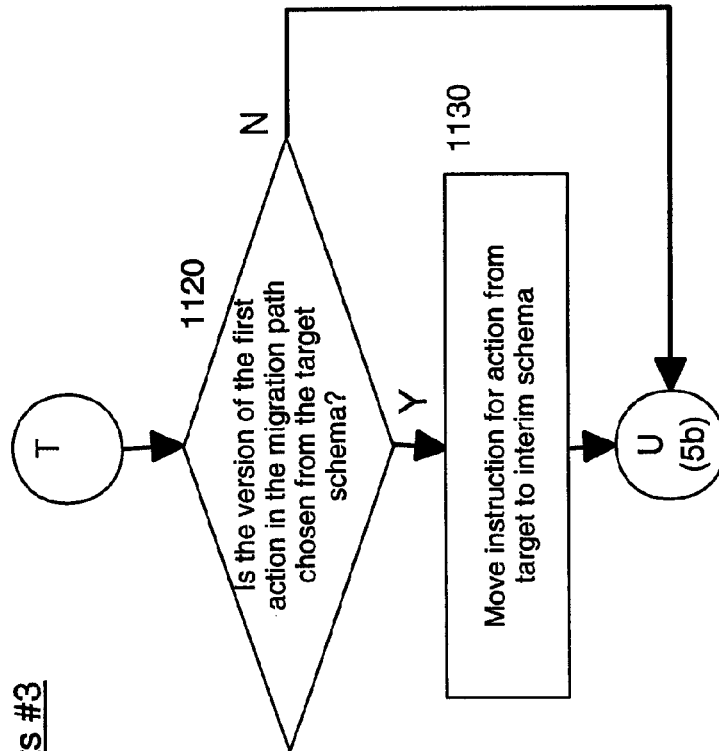 #3
T
1120
Is the version of the first
action in the migration path
chosen from the target
schema?
N
Y
1130
Move instruction for action from
target to interim schema
U
(5b)